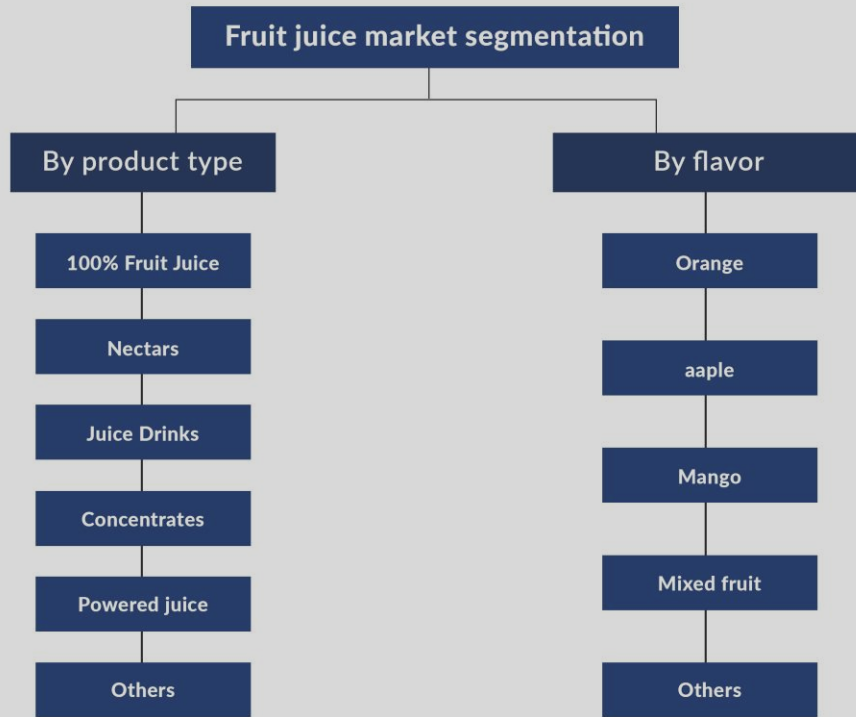 Fruit juice market segmentation
By product type
100% Fruit Juice
Nectars
Juice Drinks
Concentrates
Powered juice
Others
By flavor
Orange
aaple
Mango
Mixed fruit
Others